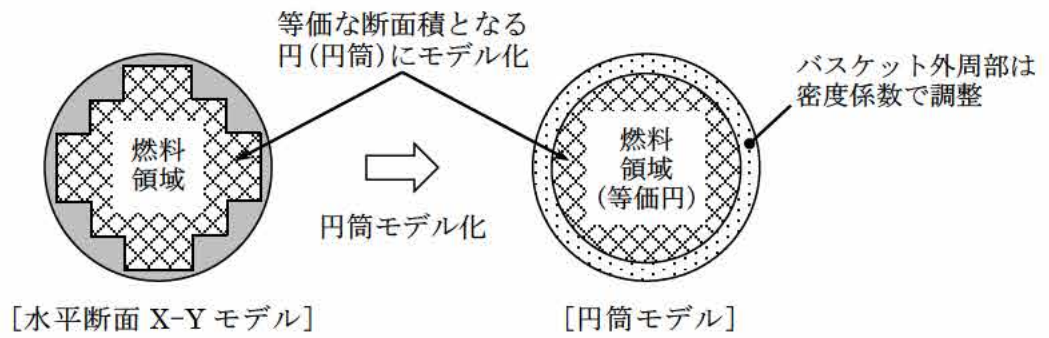 等価な断面積となる
円(円筒)にモデル化
バスケット外周部は
密度係数で調整
燃料
領域
燃料
領域
(等価円)
円筒モデル化
[水平断面 X-Y モデル]
[円筒モデル]